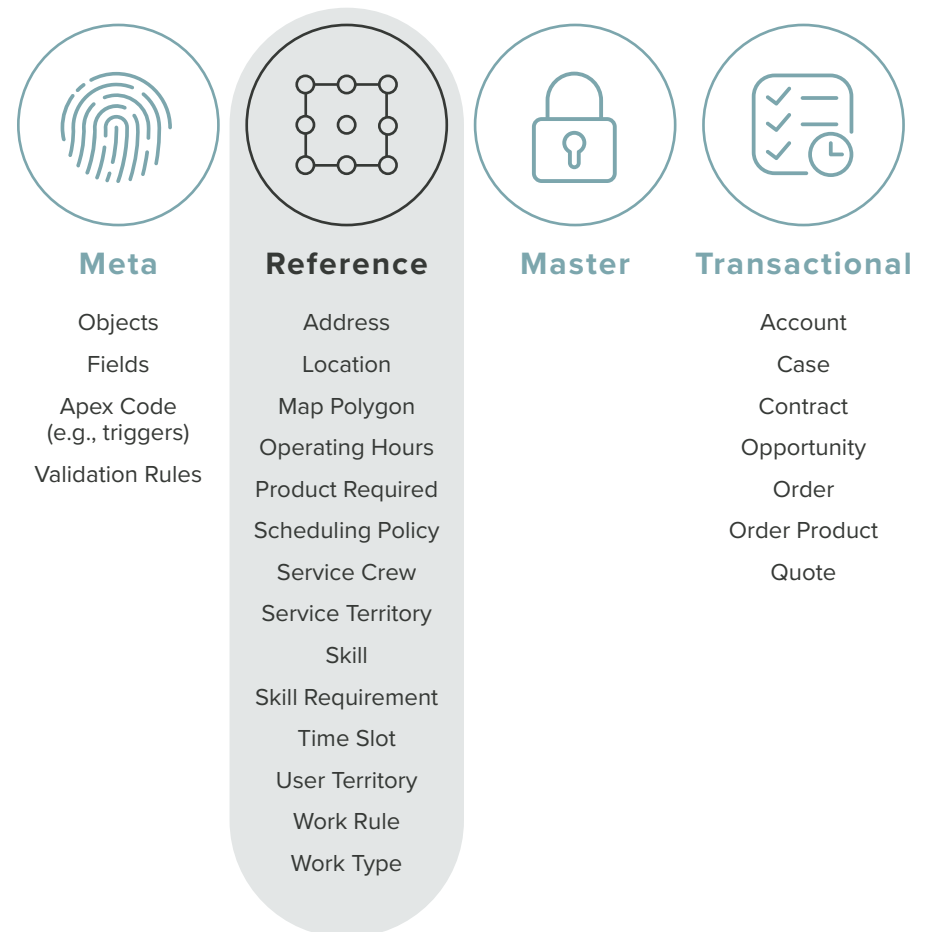 Meta
Objects
Fields
Apex Code
(e.g., triggers)
Validation Rules
Reference
Address
Location
Map Polygon
Operating Hours
Product Required
Scheduling Policy
Service Crew
Service Territory
Skill
Skill Requirement
Time Slot
User Territory
Work Rule
Work Type
Master
Transactional
Account
Case
Contract
Opportunity
Order
Order Product
Quote